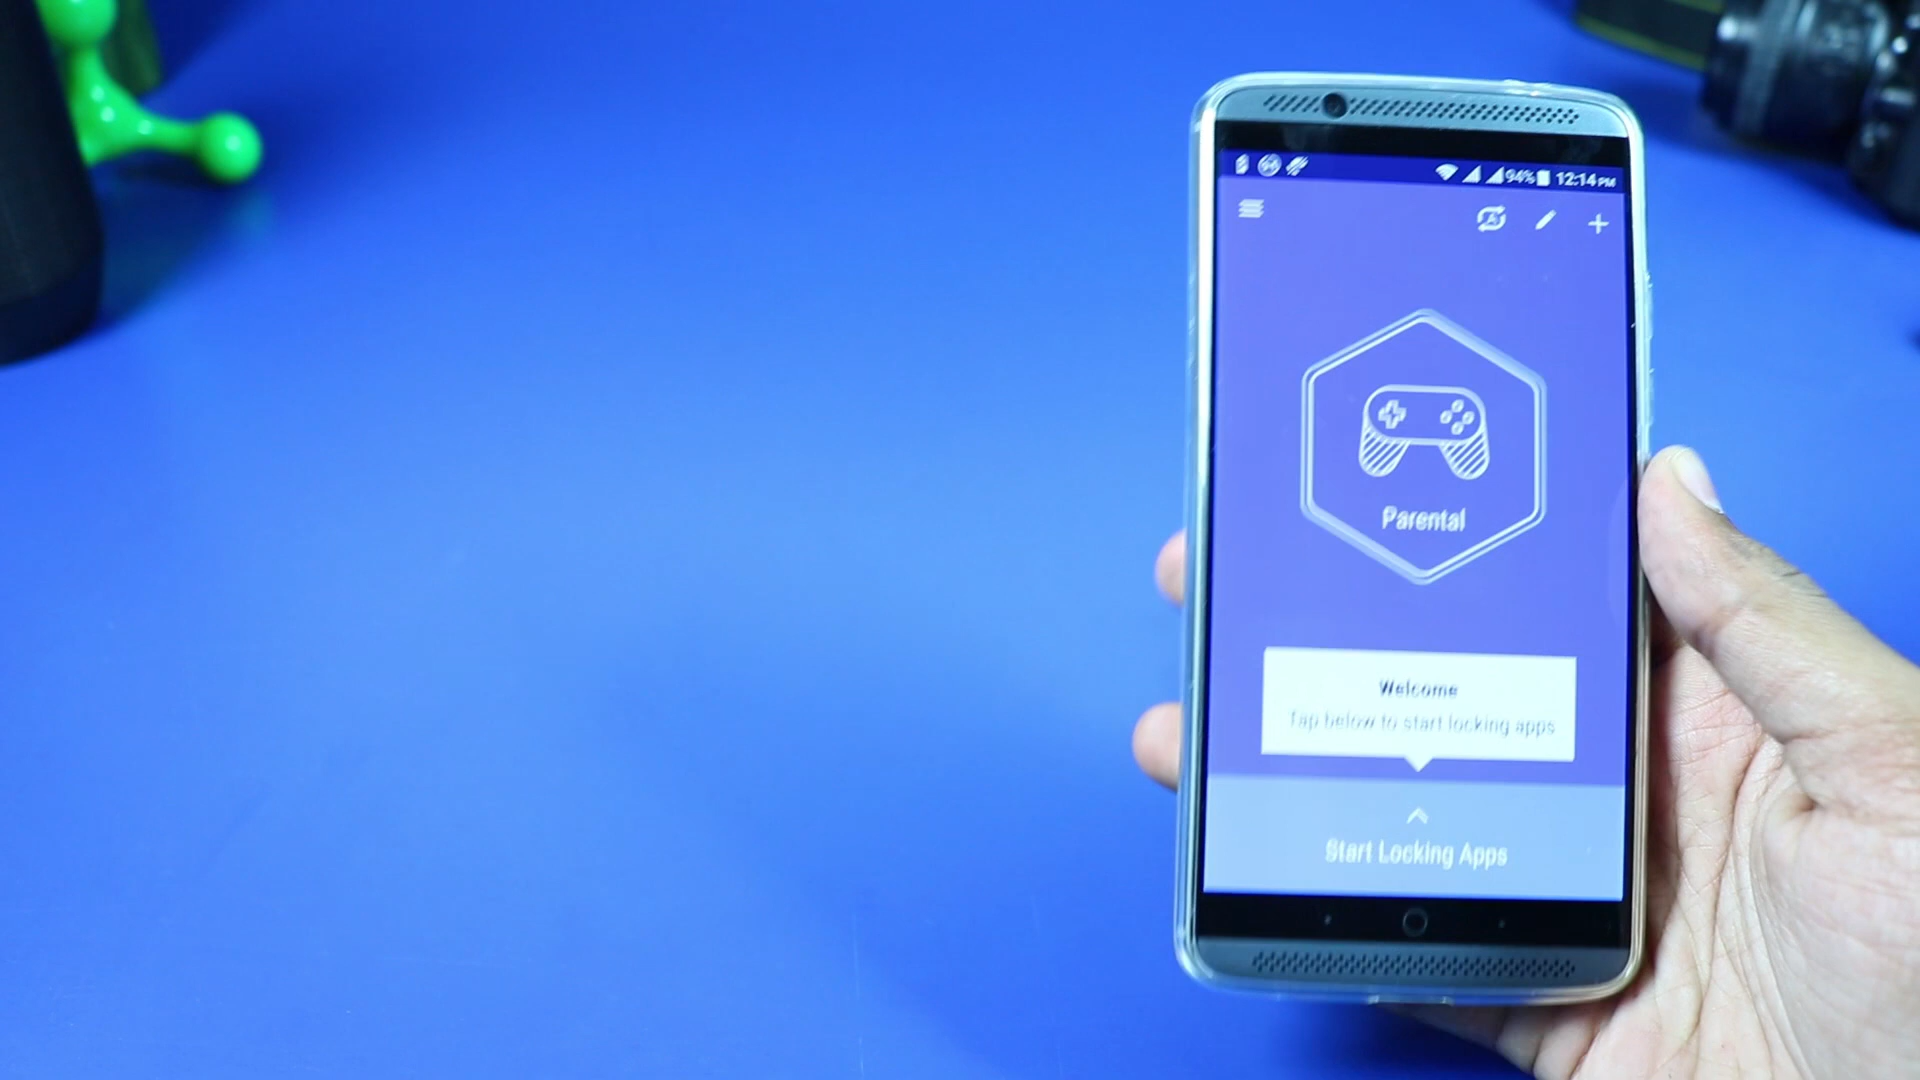 94% 12:14 PM
Parental
Welcome
Tap below to start locking apps
Start Locking Apps